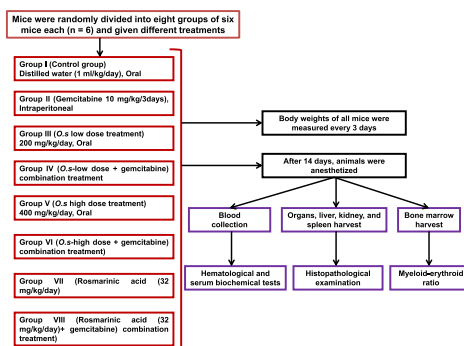 Mice were randomly divided into eight groups of six
mice each (n = 6) and given different treatments
Group I (Control group)
Distilled water (1 ml/kg/day), Oral
Group II (Gemcitabine 10 mg/kg/3days),
Intraperitoneal
Group III (O.s low dose treatment)
200 mg/kg/day, Oral
Group IV (O.s-low dose + gemcitabine)
combination treatment
Group V (O.s high dose treatment)
400 mg/kg/day, Oral
Group VI (O.s-high dose + gemcitabine)
combination treatment)
Group VII (Rosmarinic acid (32
mg/kg/day)
Group VIII (Rosmarinic acid (32
mg/kg/day)+ gemcitabine) combination
treatment)
Body weights of all mice were
measured every 3 days
After 14 days, animals were
anesthetized
Blood
collection
Organs, liver, kidney, and
spleen harvest
Bone marrow
harvest
Hematological and
serum biochemical tests
Histopathological
examination
Myeloid-erythroid
ratio